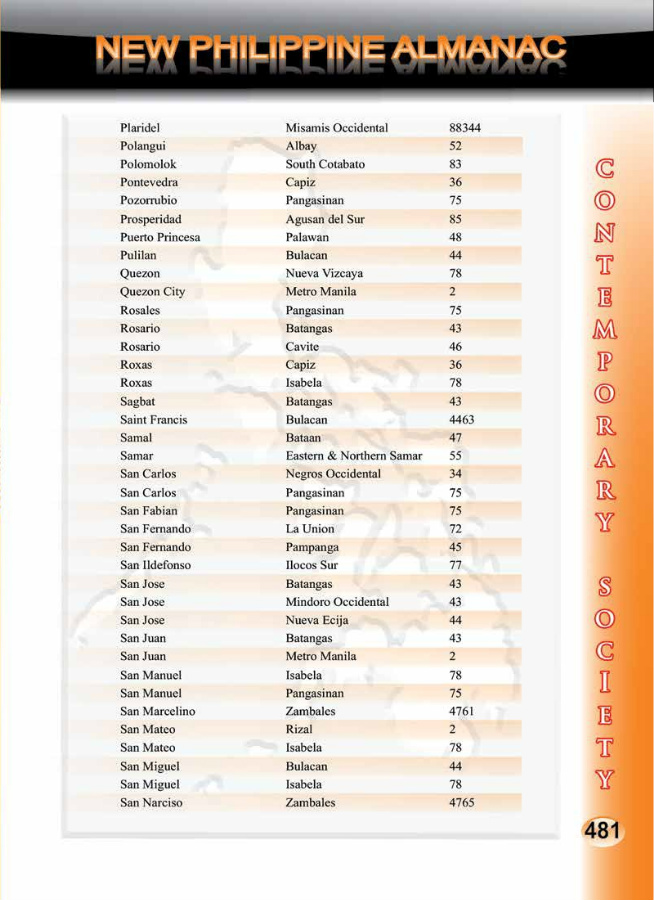 NEW PHILIPPINE ALMANAC
Plaridel Misamis Occidental 88344
Polangui Albay 52
Polomolok South Cotabato 83
Pontevedra Capiz 36
Pozorrubio Pangasinan 75
Prosperidad Agusan del Sur 85
Puerto Princesa Palawan 48
Pulilan Bulacan 44
Quezon Nueva Vizcaya 78
Quezon City Metro Manila 2
Rosales Pangasinan 75
Rosario Batangas 43
Rosario Cavite 46
Roxas Capiz 36
Roxas Isabela 78
Sagbat Batangas 43
Saint Francis Bulacan 4463
Samal Bataan 47
Samar Eastern & Northern Samar 55
San Carlos Negros Occidental 34
San Carlos Pangasinan 75
San Fabian Pangasinan 75
San Fernando La Union 72
San Fernando Pampanga 45
San Ildefonso Ilocos Sur 77
San Jose Batangas 43
San Jose Mindoro Occidental 43
San Jose Nueva Ecija 44
San Juan Batangas 43
San Juan Metro Manila 2
San Manuel Isabela 78
San Manuel Pangasinan 75
San Marcelino Zambales 4761
San Mateo Rizal 2
San Mateo Isabela 78
San Miguel Bulacan 44
San Miguel Isabela 78
San Narciso Zambales 4765
CONTEMPORARY SOCIETY
481